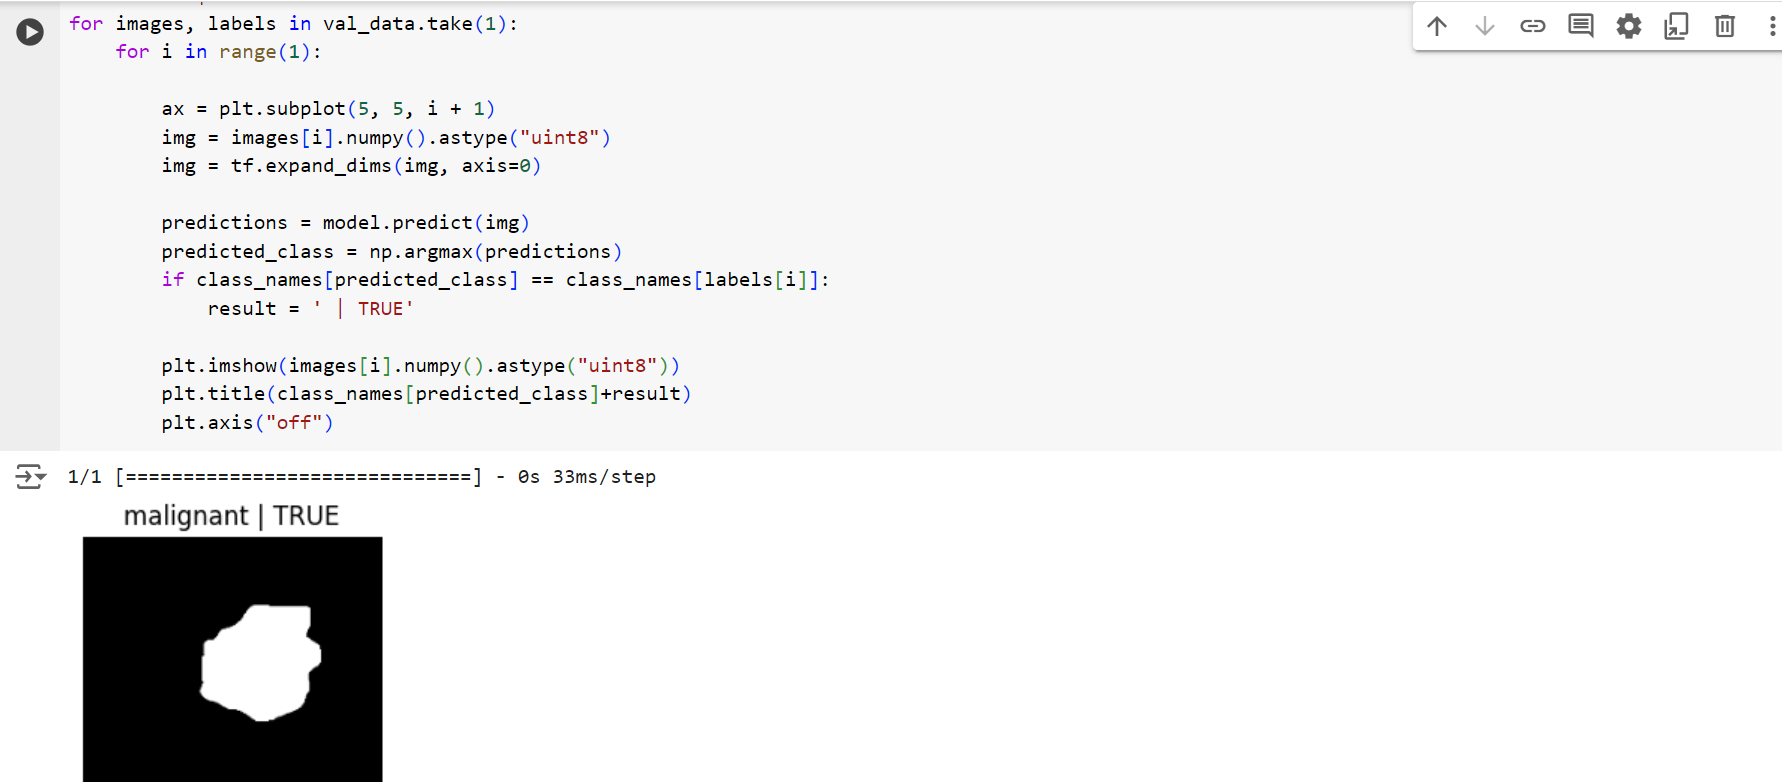 for images, labels in val_data.take(1):
    for i in range(1):
        ax = plt.subplot(5, 5, i + 1)
        img = images[i].numpy().astype("uint8")
        img = tf.expand_dims(img, axis=0)
        predictions = model.predict(img)
        predicted_class = np.argmax(predictions)
        if class_names[predicted_class] == class_names[labels[i]]:
            result = ' | TRUE'
        plt.imshow(images[i].numpy().astype("uint8"))
        plt.title(class_names[predicted_class]+result)
        plt.axis("off")
1/1 [==============================] - 0s 33ms/step
malignant | TRUE